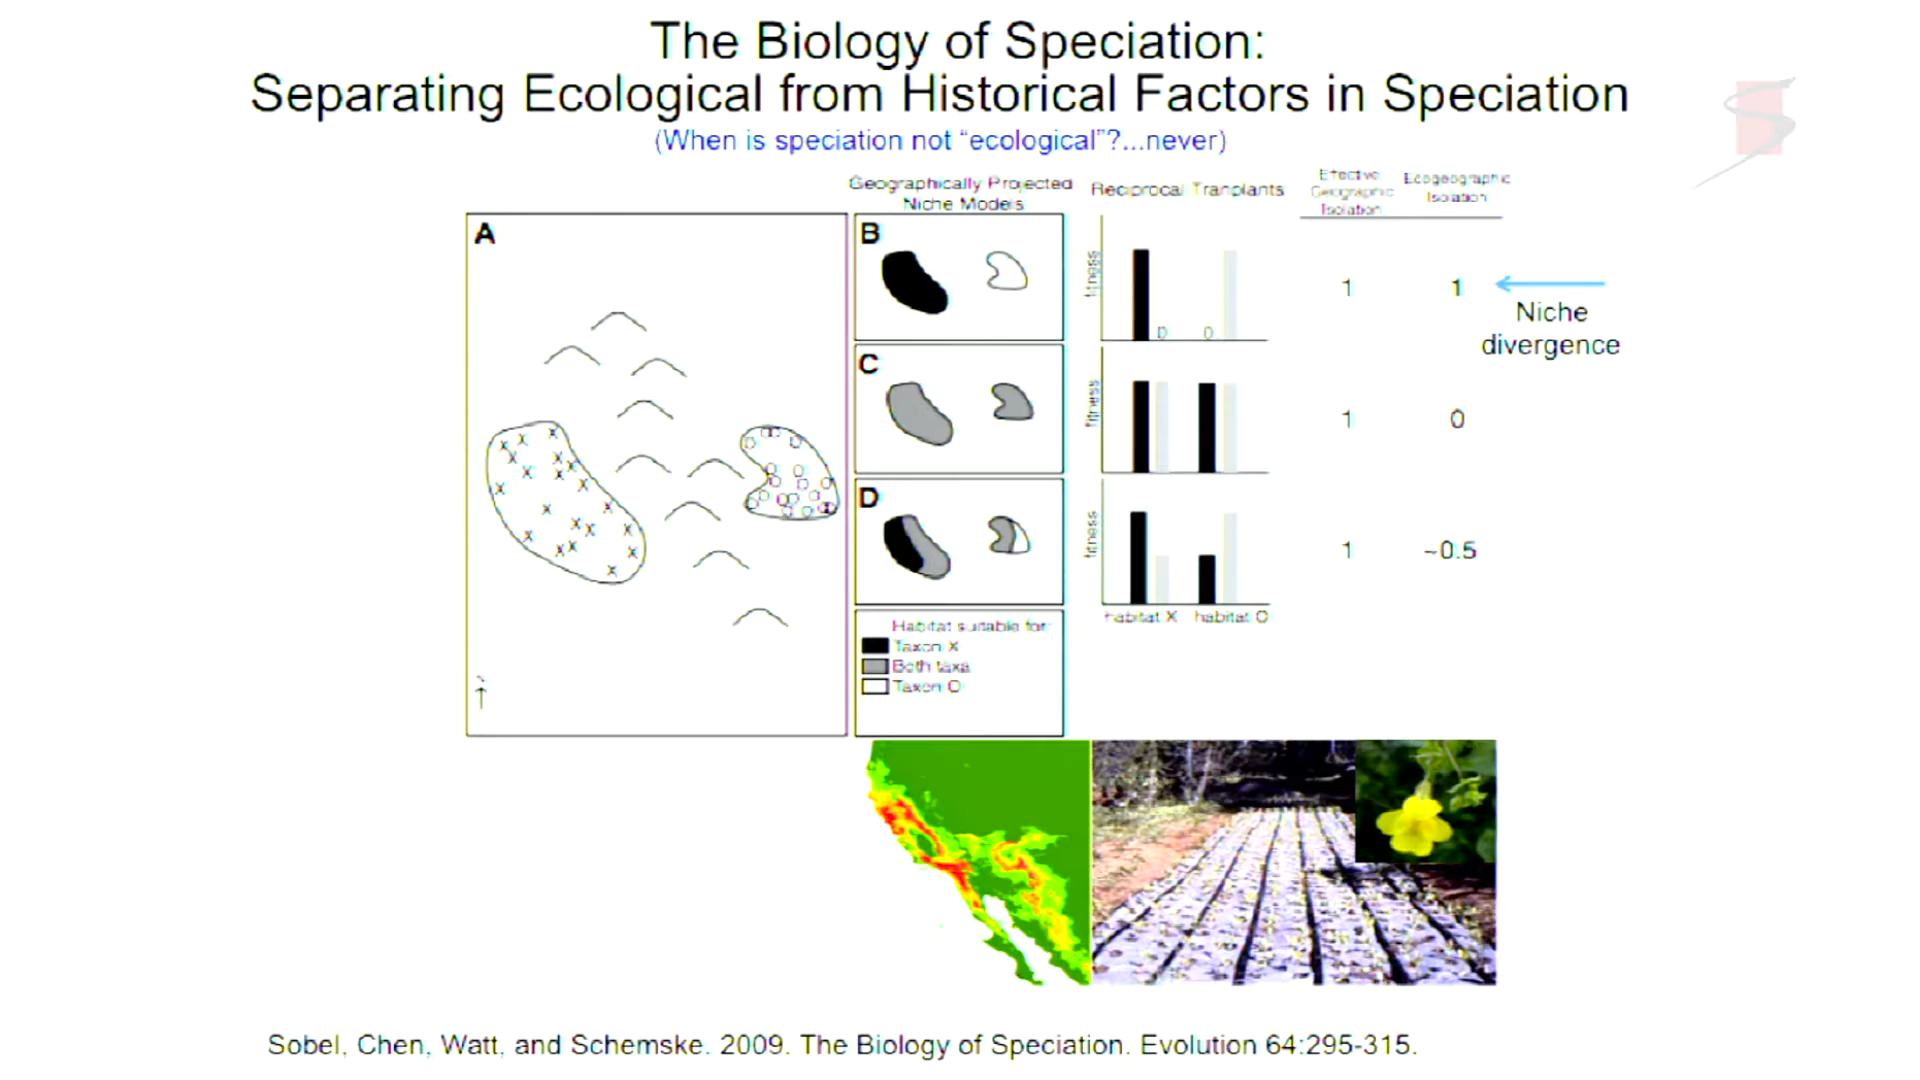 The Biology of Speciation:
Separating Ecological from Historical Factors in Speciation
(When is speciation not “ecological”?...never)
Geographically Projected
Niche Models
Reciprocal Tranplants
Effective
Geographic
Isolation
Ecogeographic
Isolation
A
B
fitness
0
0
1
1
Niche
divergence
C
fitness
1
0
D
fitness
1
~0.5
habitat X
habitat O
Habitat suitable for:
Taxon X
Both taxa
Taxon O
Sobel, Chen, Watt, and Schemske. 2009. The Biology of Speciation. Evolution 64:295-315.